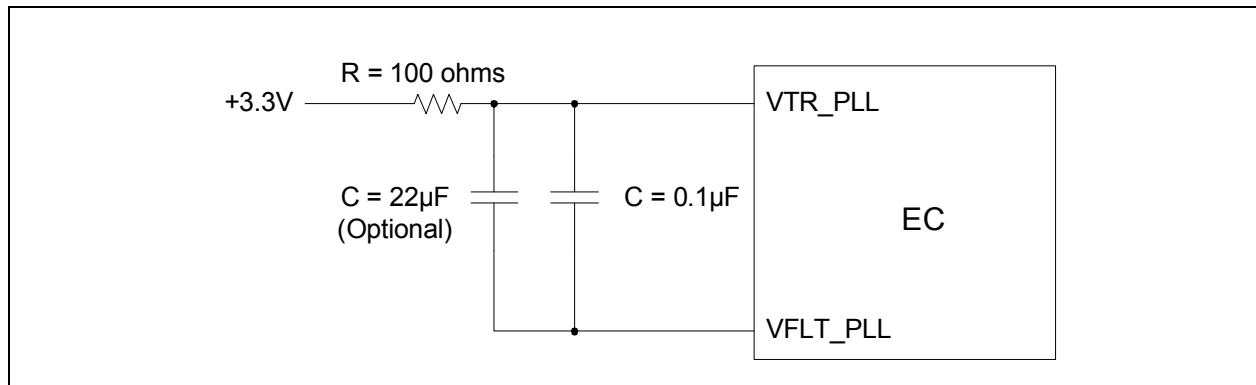 R = 100 ohms
+3.3V
VTR_PLL
C = 22µF
(Optional)
C = 0.1µF
EC
VFLT_PLL